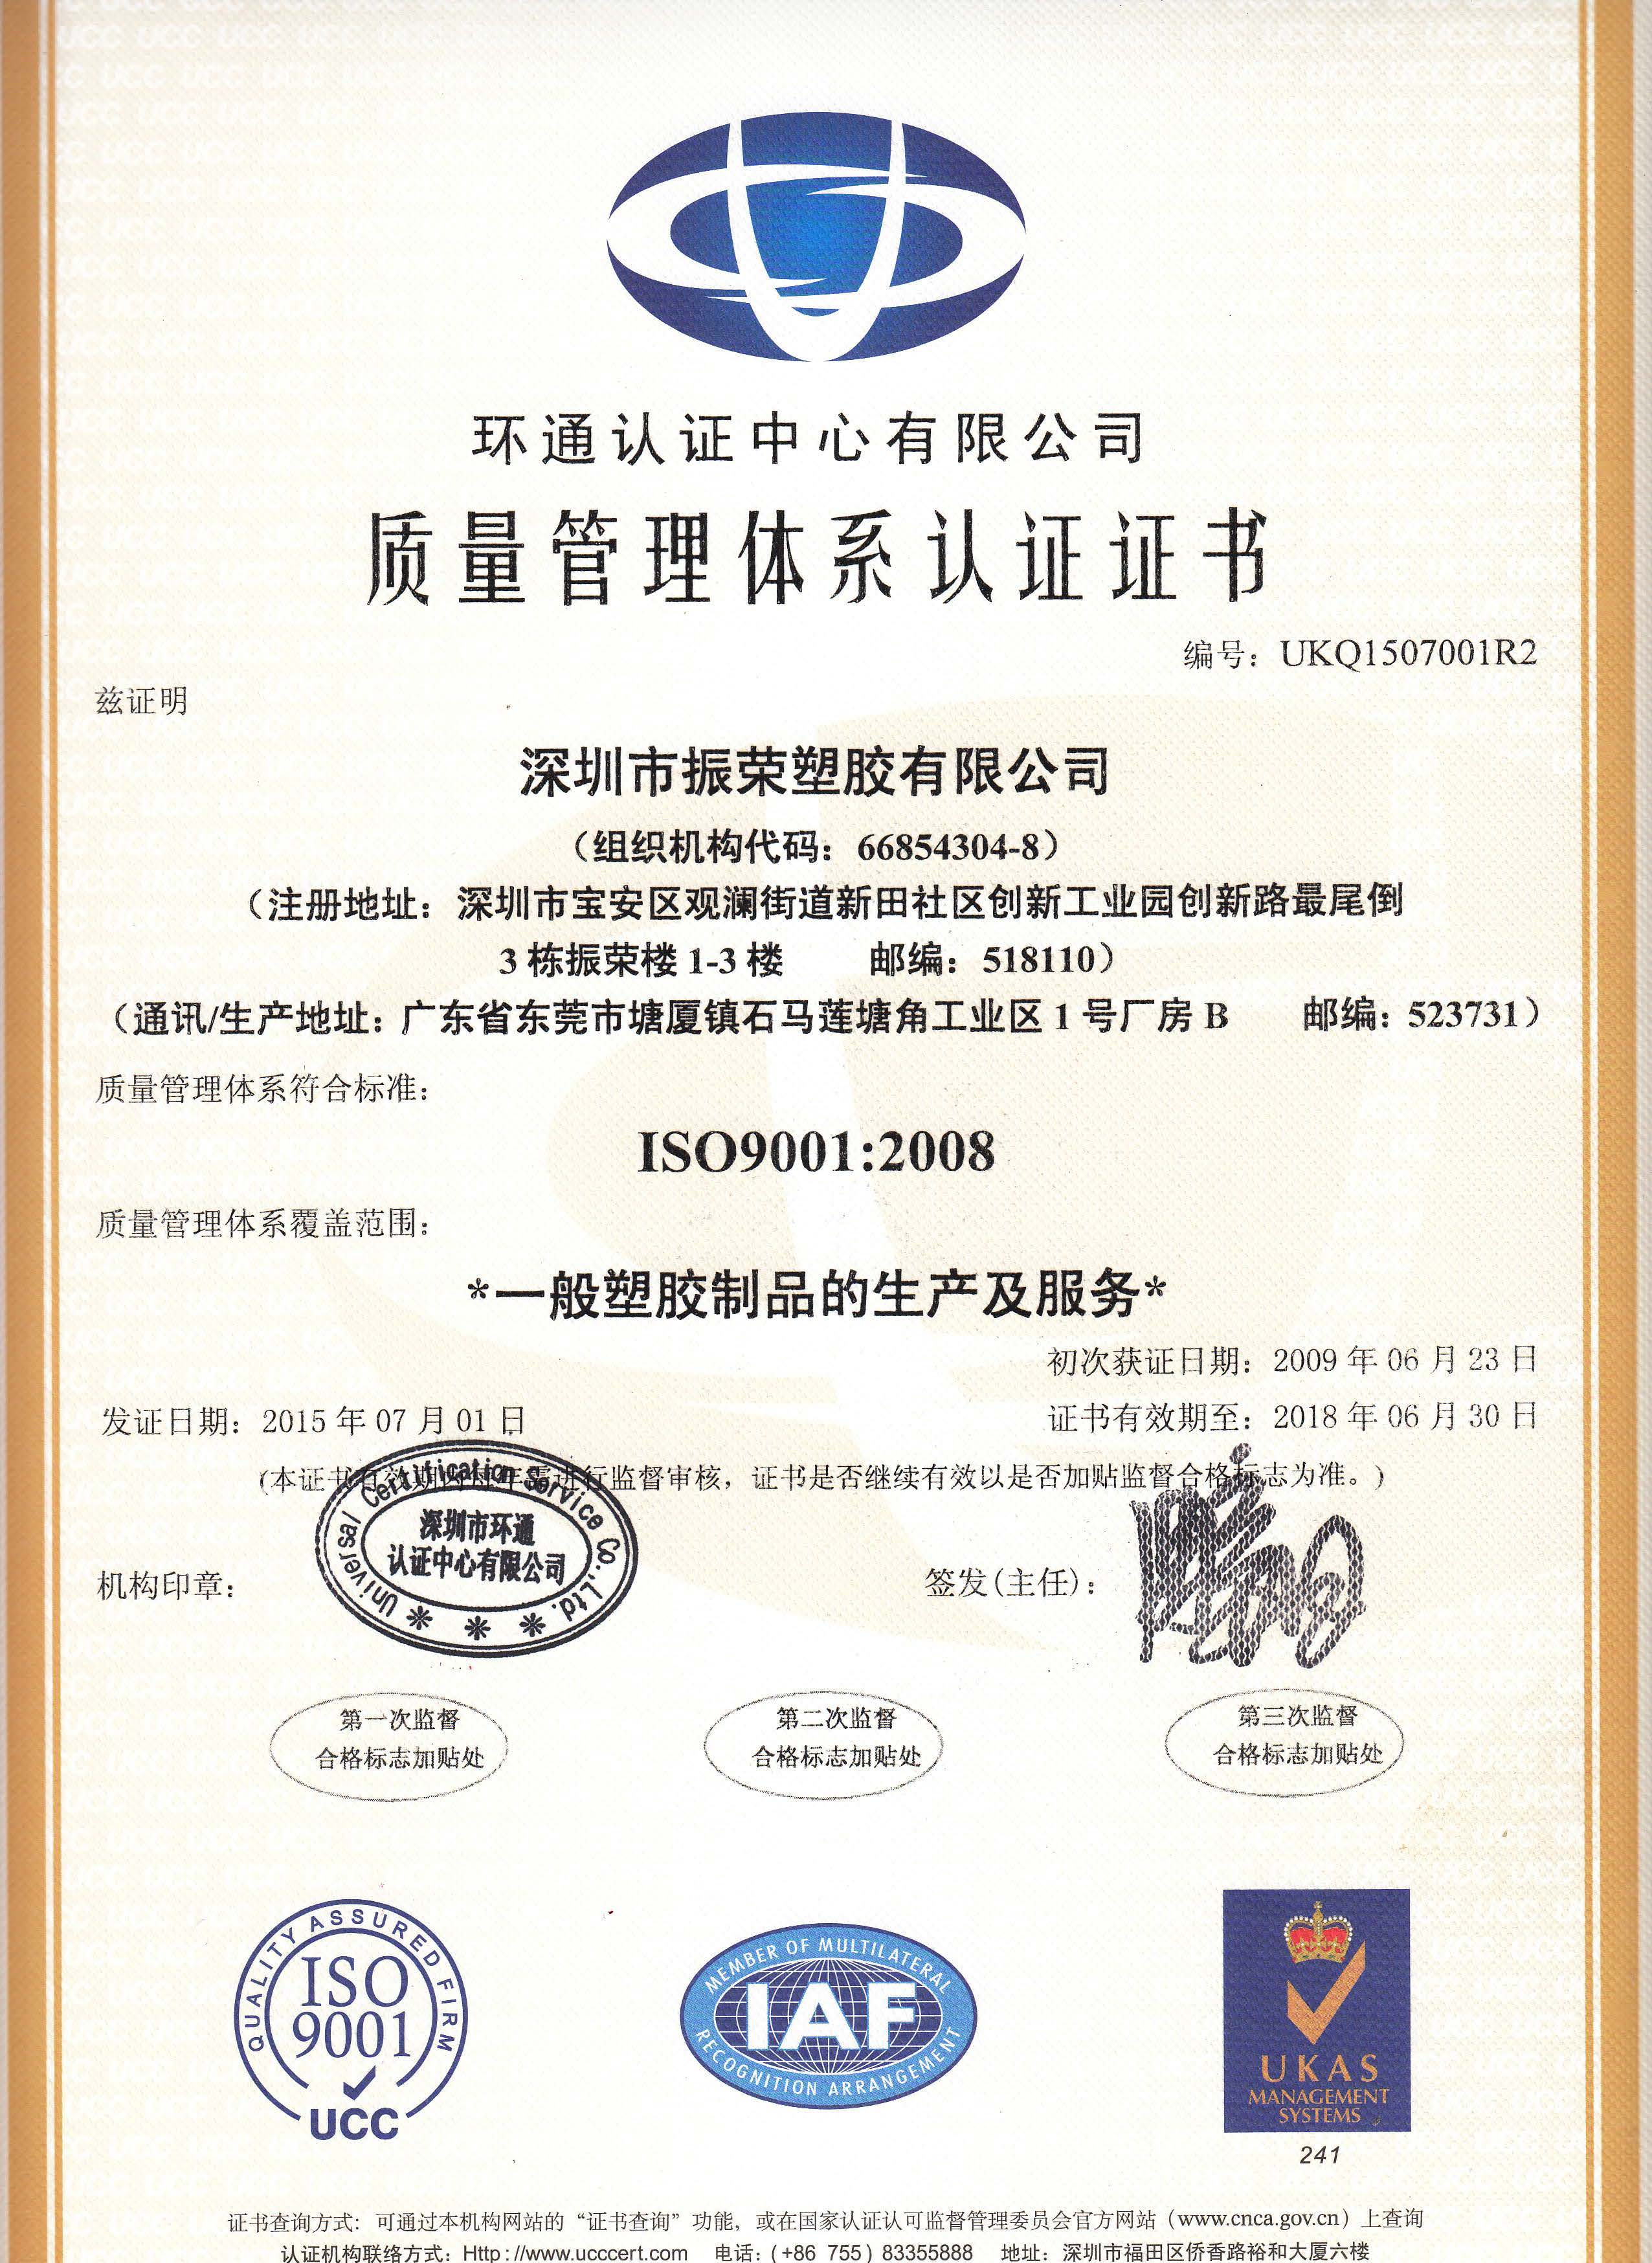 环通认证中心有限公司
质量管理体系认证证书
编号：UKQ1507001R2
兹证明
深圳市振荣塑胶有限公司
（组织机构代码：66854304-8）
（注册地址：深圳市宝安区观澜街道新田社区创新工业园创新路最尾倒
3 栋振荣楼 1-3 楼 邮编：518110）
（通讯/生产地址：广东省东莞市塘厦镇石马莲塘角工业区 1 号厂房 B 邮编：523731）
质量管理体系符合标准：
ISO9001:2008
质量管理体系覆盖范围：
*一般塑胶制品的生产及服务*
初次获证日期：2009 年 06 月 23 日
发证日期：2015 年 07 月 01 日
证书有效期至：2018 年 06 月 30 日
(本证书有效期内每年需进行监督审核，证书是否继续有效以是否加贴监督合格标志为准。)
机构印章：
Universal Certification Service Co.,Ltd.
深圳市环通
认证中心有限公司
签发(主任)：
第一次监督
合格标志加贴处
第二次监督
合格标志加贴处
第三次监督
合格标志加贴处
QUALITY ASSURED FIRM
ISO
9001
UCC
MEMBER OF MULTILATERAL
IAF
RECOGNITION ARRANGEMENT
UKAS
MANAGEMENT
SYSTEMS
241
证书查询方式：可通过本机构网站的“证书查询”功能，或在国家认证认可监督管理委员会官方网站（www.cnca.gov.cn）上查询
认证机构联络方式：Http://www.ucccert.com 电话：(+86 755) 83355888 地址：深圳市福田区侨香路裕和大厦六楼